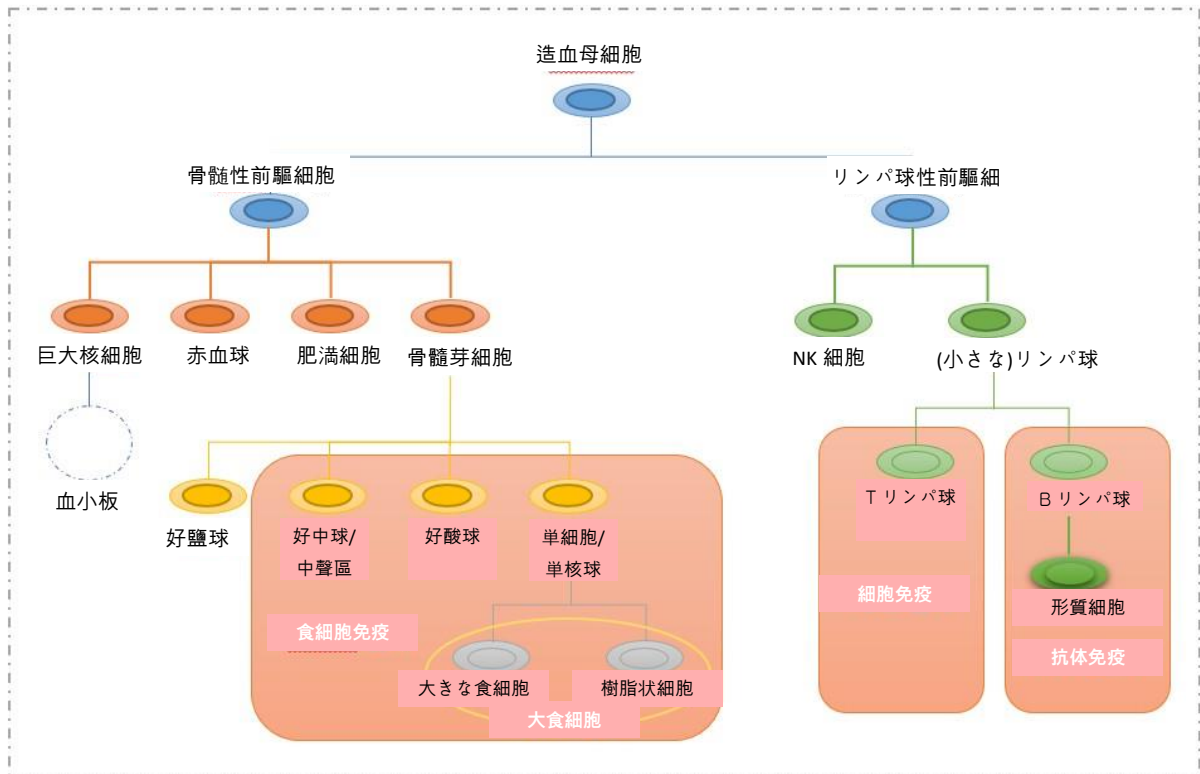 造血母細胞
骨髄性前驅細胞
リンパ球性前驅細
巨大核細胞
赤血球
肥満細胞
骨髓芽細胞
NK 細胞
(小さな)リンパ球
血小板
好鹽球
好中球/
中聲區
好酸球
単細胞/
単核球
食細胞免疫
大きな食細胞
樹脂状細胞
大食細胞
T リンパ球
細胞免疫
B リンパ球
形質細胞
抗体免疫